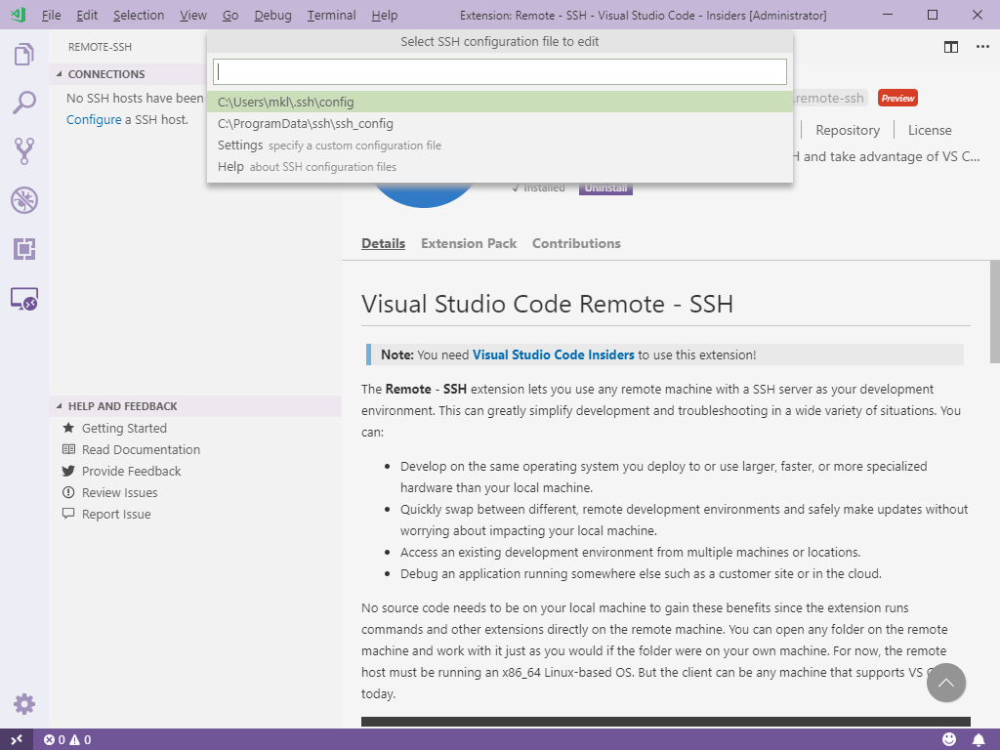 File Edit Selection View Go Debug Terminal Help Extension: Remote - SSH - Visual Studio Code - Insiders [Administrator]
REMOTE-SSH
Select SSH configuration file to edit
CONNECTIONS
No SSH hosts have been
Configure a SSH host.
C:\Users\mkl\.ssh\config
C:\ProgramData\ssh\ssh_config
Settings specify a custom configuration file
Help about SSH configuration files
.remote-ssh Preview
Repository License
H and take advantage of VS C...
✓ Installed Uninstall
Details Extension Pack Contributions
Visual Studio Code Remote - SSH
Note: You need Visual Studio Code Insiders to use this extension!
The Remote - SSH extension lets you use any remote machine with a SSH server as your development
environment. This can greatly simplify development and troubleshooting in a wide variety of situations. You
can:
• Develop on the same operating system you deploy to or use larger, faster, or more specialized
hardware than your local machine.
• Quickly swap between different, remote development environments and safely make updates without
worrying about impacting your local machine.
• Access an existing development environment from multiple machines or locations.
• Debug an application running somewhere else such as a customer site or in the cloud.
No source code needs to be on your local machine to gain these benefits since the extension runs
commands and other extensions directly on the remote machine. You can open any folder on the remote
machine and work with it just as you would if the folder were on your own machine. For now, the remote
host must be running an x86_64 Linux-based OS. But the client can be any machine that supports VS
today.
HELP AND FEEDBACK
Getting Started
Read Documentation
Provide Feedback
Review Issues
Report Issue
0 0